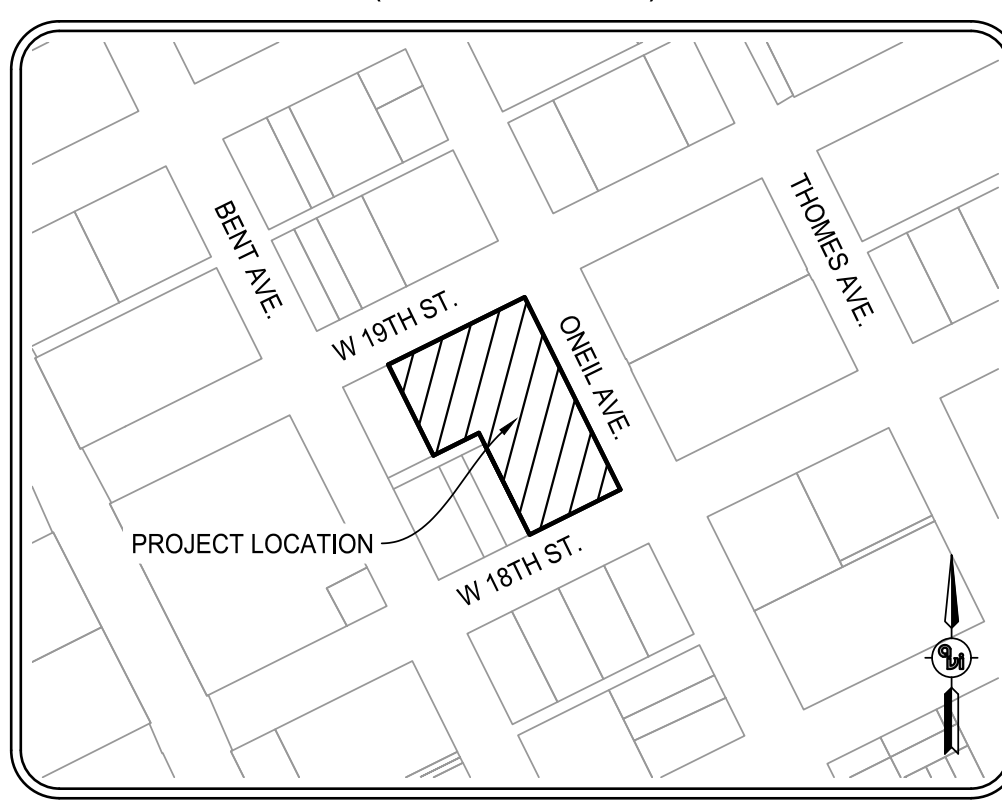 BENT AVE.
THOMES AVE.
W 19TH ST.
ONEIL AVE.
PROJECT LOCATION
W 18TH ST.